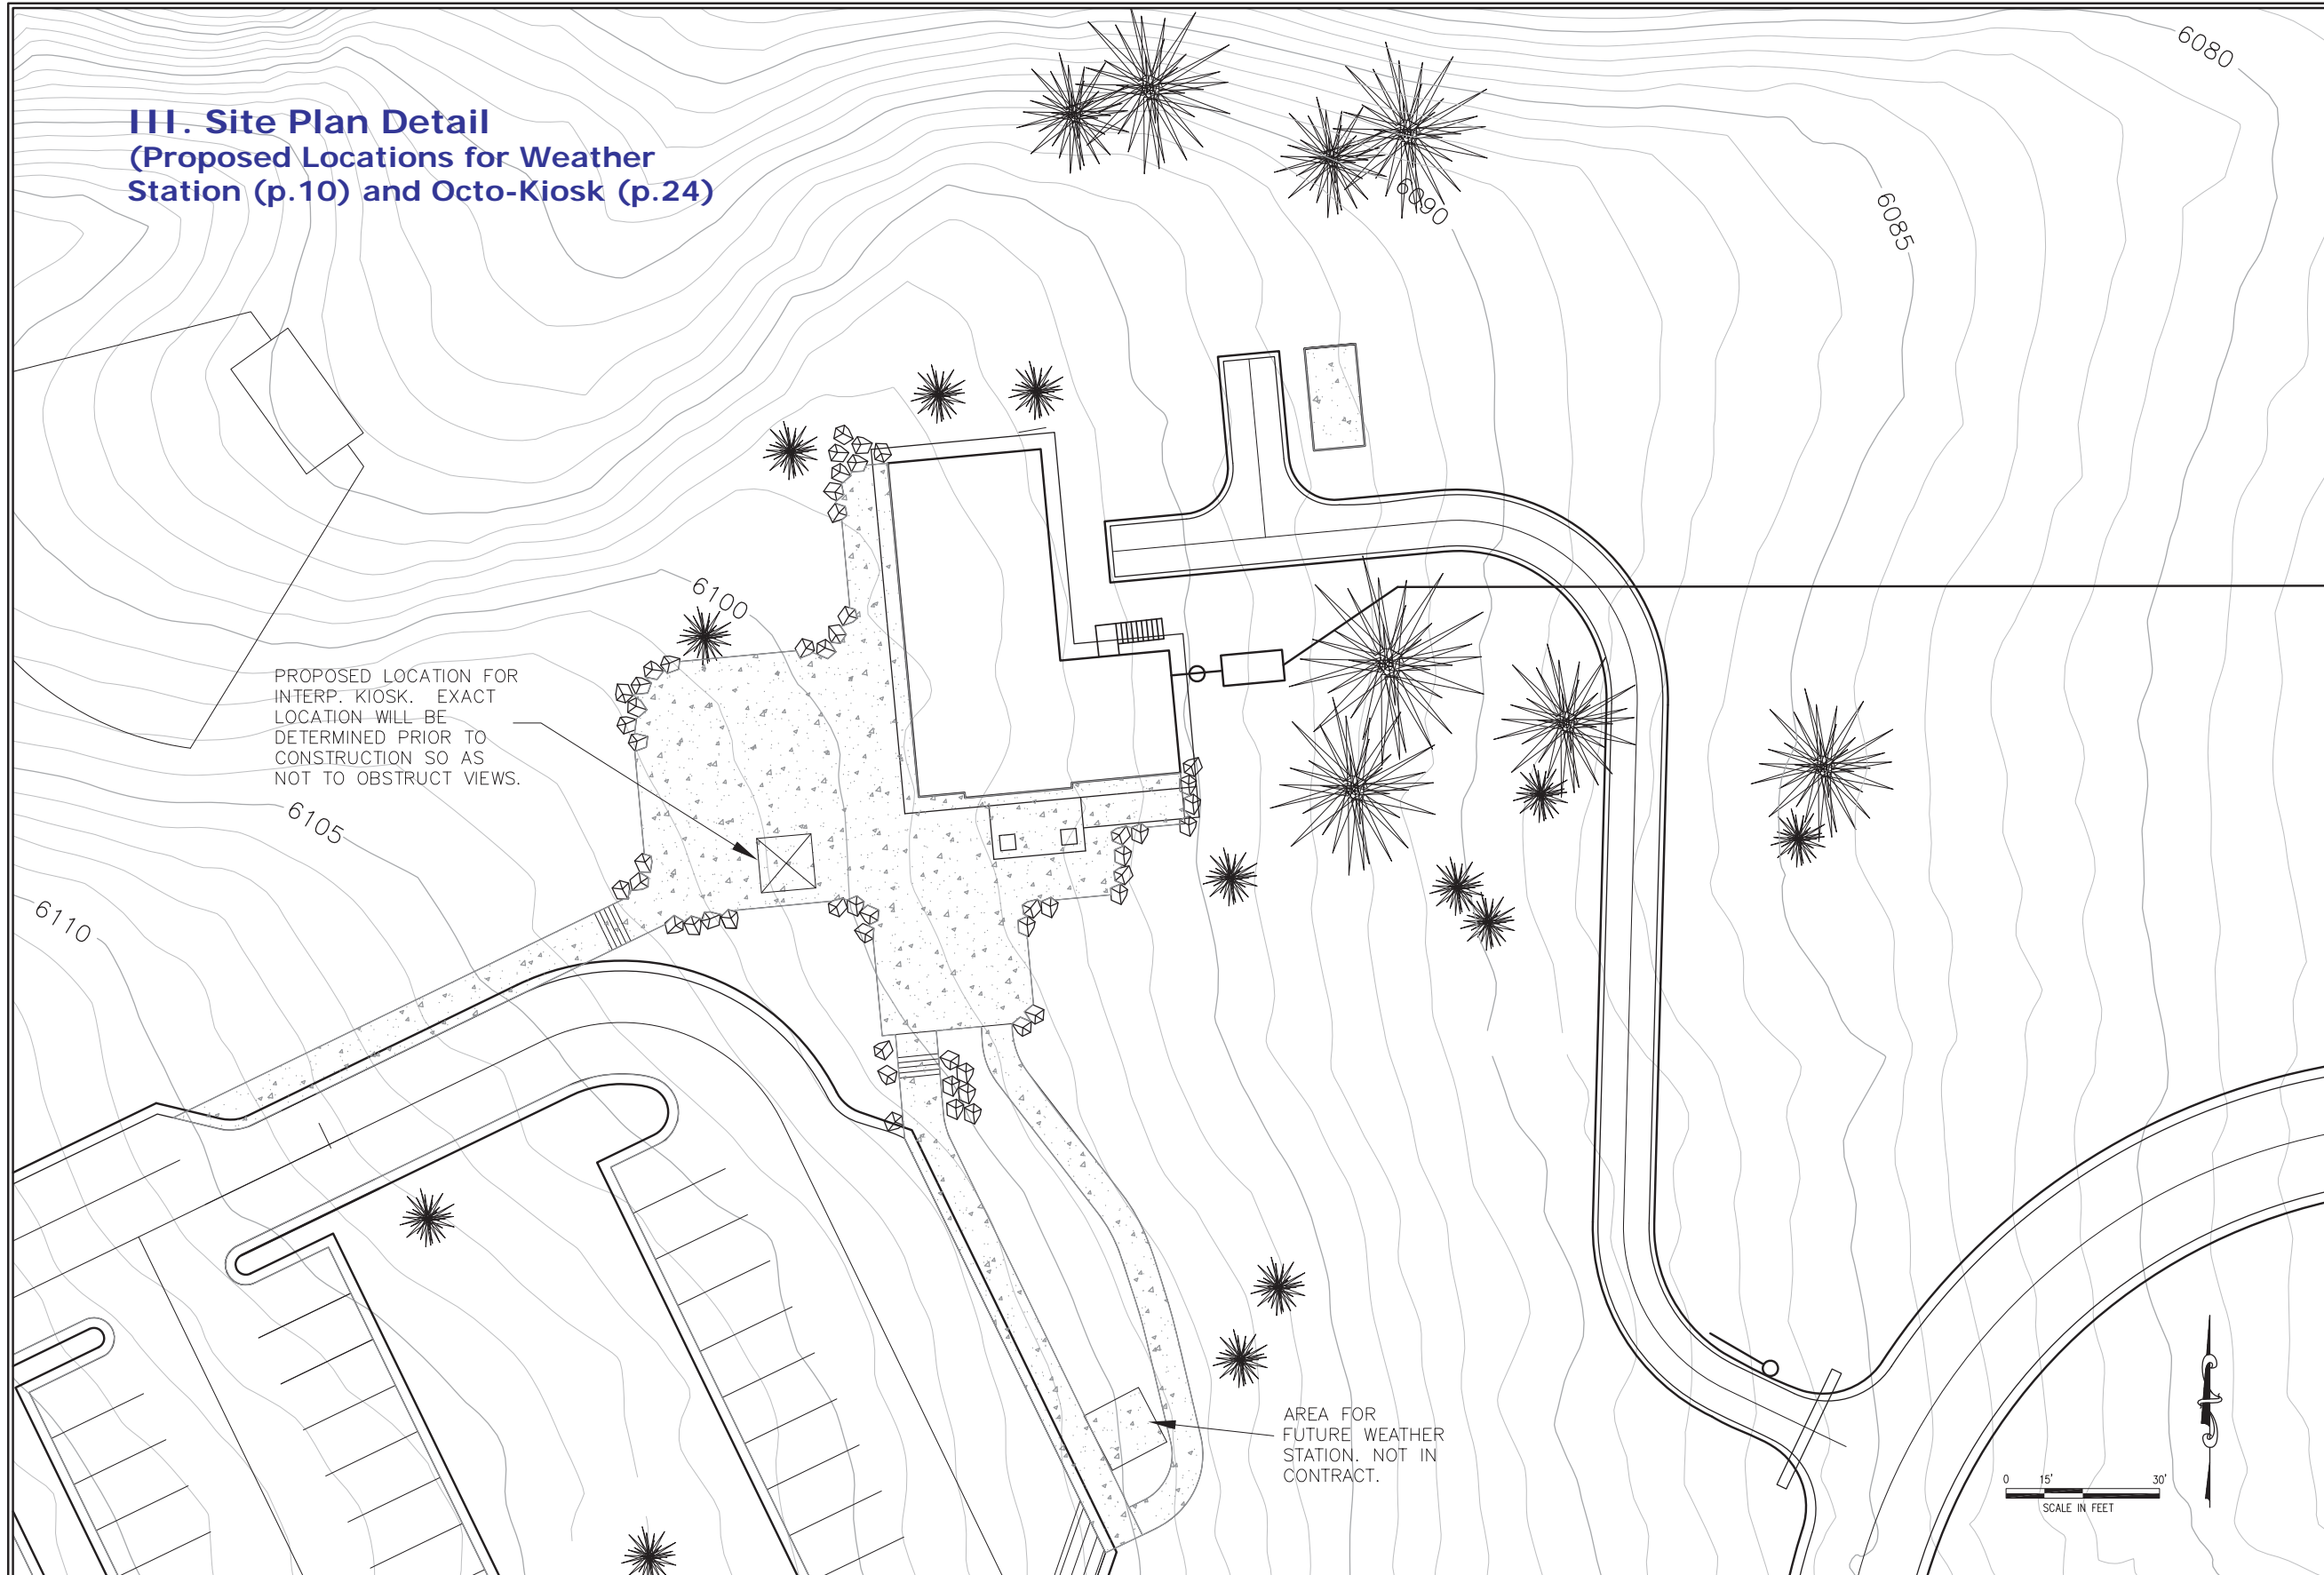 III. Site Plan Detail
(Proposed Locations for Weather
Station (p.10) and Octo-Kiosk (p.24)
6080
6085
6090
6100
PROPOSED LOCATION FOR
INTERP. KIOSK. EXACT
LOCATION WILL BE
DETERMINED PRIOR TO
CONSTRUCTION SO AS
NOT TO OBSTRUCT VIEWS.
6105
6110
AREA FOR
FUTURE WEATHER
STATION. NOT IN
CONTRACT.
0 15' 30'
SCALE IN FEET